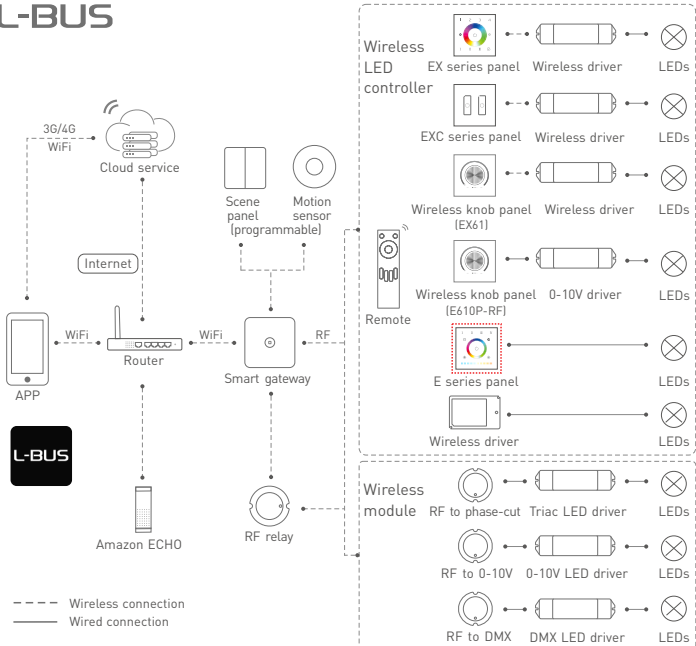 L-BUS
3G/4G
WiFi
Cloud service
Scene
panel
Motion
sensor
(programmable)
Internet
WiFi
WiFi
RF
APP
Router
Smart gateway
L-BUS
Amazon ECHO
RF relay
Wireless connection
Wired connection
Remote
Wireless
LED
controller
EX series panel
Wireless driver
LEDs
EXC series panel
Wireless driver
LEDs
Wireless knob panel
(EX61)
Wireless driver
LEDs
Wireless knob panel
(E610P-RF)
0-10V driver
LEDs
E series panel
LEDs
Wireless driver
LEDs
Wireless
module
RF to phase-cut
Triac LED driver
LEDs
RF to 0-10V
0-10V LED driver
LEDs
RF to DMX
DMX LED driver
LEDs